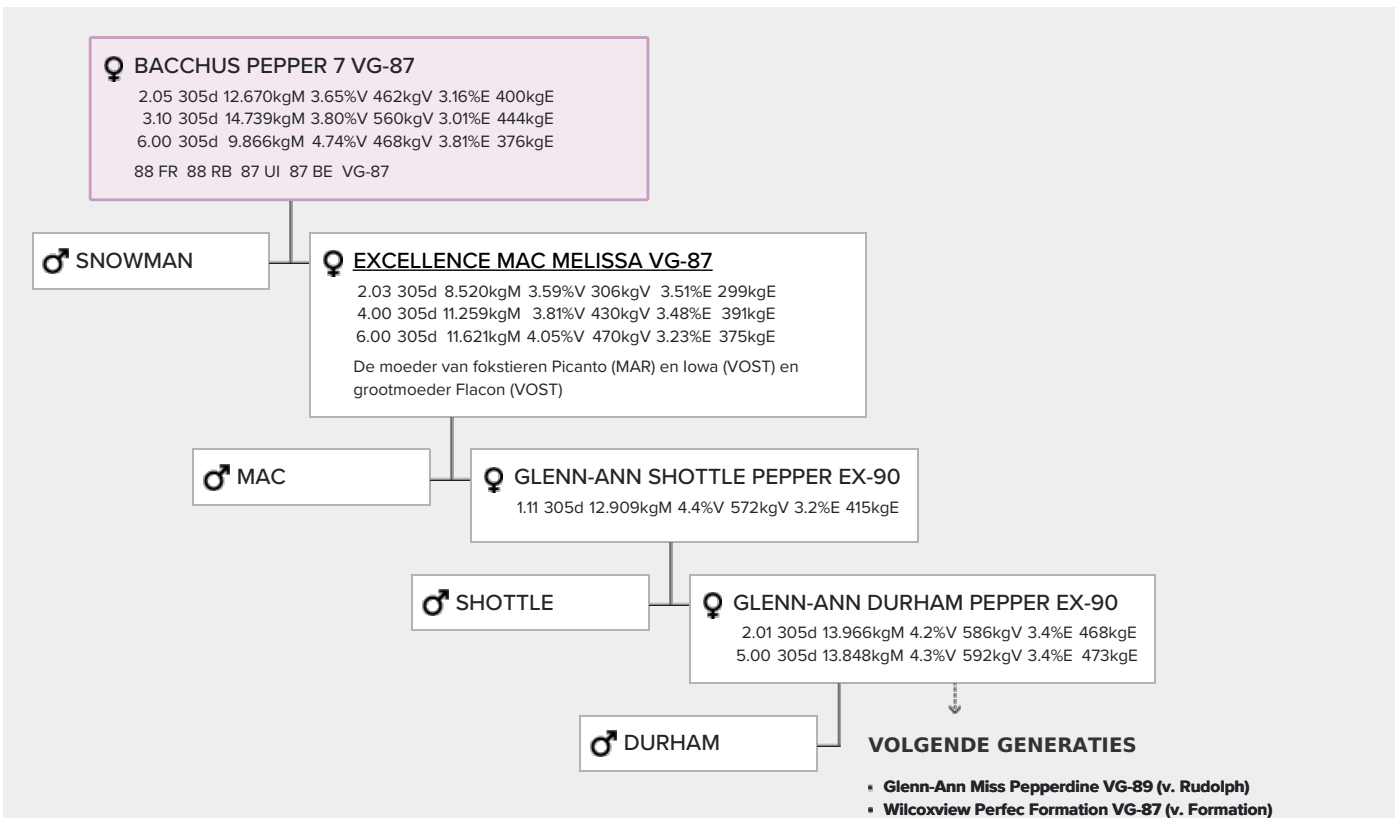 BACCHUS PEPPER 7 VG-87
2.05 305d 12.670kgM 3.65%V 462kgV 3.16%E 400kgE
3.10 305d 14.739kgM 3.80%V 560kgV 3.01%E 444kgE
6.00 305d 9.866kgM 4.74%V 468kgV 3.81%E 376kgE
88 FR 88 RB 87 UI 87 BE VG-87
SNOWMAN
EXCELLENCE MAC MELISSA VG-87
2.03 305d 8.520kgM 3.59%V 306kgV 3.51%E 299kgE
4.00 305d 11.259kgM 3.81%V 430kgV 3.48%E 391kgE
6.00 305d 11.621kgM 4.05%V 470kgV 3.23%E 375kgE
De moeder van fokstieren Picanto (MAR) en Iowa (VOST) en
grootmoeder Flacon (VOST)
MAC
GLENN-ANN SHOTTLE PEPPER EX-90
1.11 305d 12.909kgM 4.4%V 572kgV 3.2%E 415kgE
SHOTTLE
GLENN-ANN DURHAM PEPPER EX-90
2.01 305d 13.966kgM 4.2%V 586kgV 3.4%E 468kgE
5.00 305d 13.848kgM 4.3%V 592kgV 3.4%E 473kgE
DURHAM
VOLGENDE GENERATIES
Glenn-Ann Miss Pepperdine VG-89 (v. Rudolph)
Wilcoxview Perfec Formation VG-87 (v. Formation)